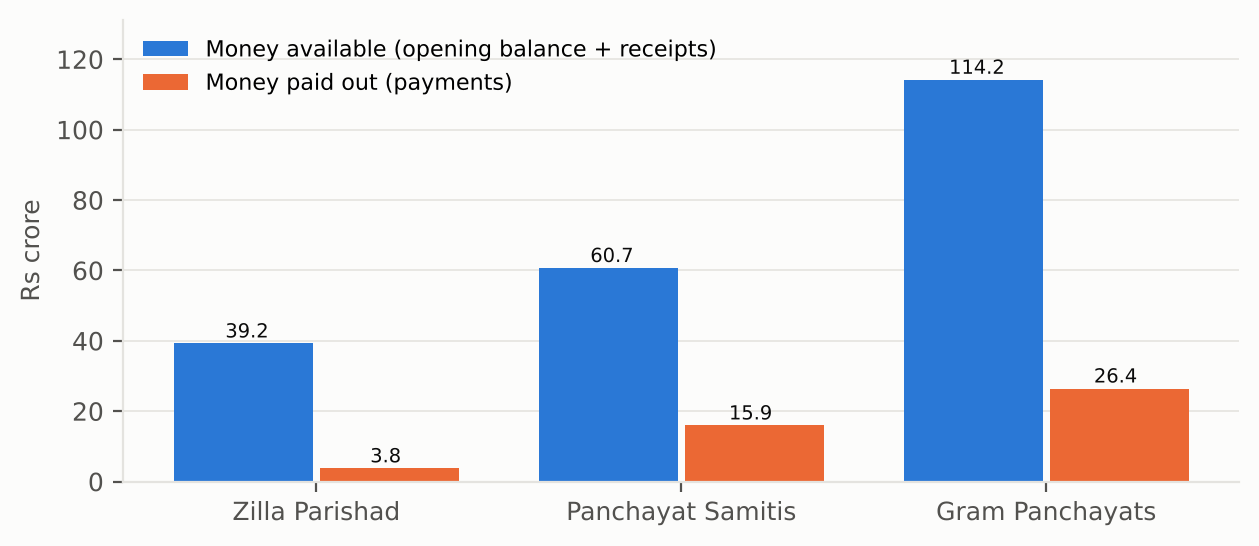 Money available (opening balance + receipts)
Money paid out (payments)
Rs crore
120
100
80
60
40
20
0
39.2
3.8
60.7
15.9
114.2
26.4
Zilla Parishad
Panchayat Samitis
Gram Panchayats